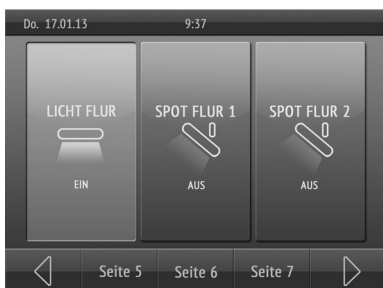 Do. 17.01.13 9:37
LICHT FLUR SPOT FLUR 1 SPOT FLUR 2
EIN AUS AUS
Seite 5 Seite 6 Seite 7